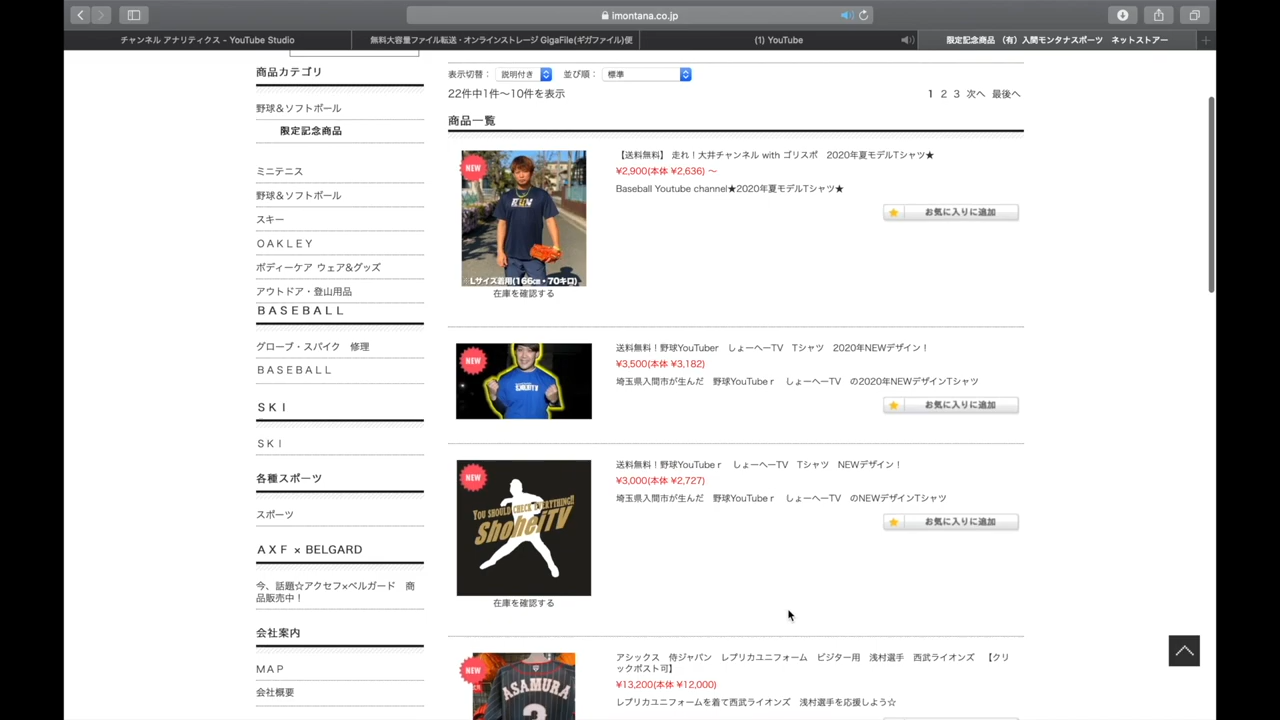 imontana.co.jp
チャンネル アナリティクス - YouTube Studio
無料大容量ファイル転送・オンラインストレージ GigaFile(ギガファイル)便
(1) YouTube
限定記念商品 （有）入間モンタナスポーツ ネットストアー
商品カテゴリ
野球＆ソフトボール
限定記念商品
ミニテニス
野球＆ソフトボール
スキー
ＯＡＫＬＥＹ
ボディーケア ウェア&グッズ
アウトドア・登山用品
ＢＡＳＥＢＡＬＬ
グローブ・スパイク　修理
ＢＡＳＥＢＡＬＬ
ＳＫＩ
ＳＫＩ
各種スポーツ
スポーツ
ＡＸＦ × BELGARD
今、話題☆アクセフ×ベルガード　商
品販売中！
会社案内
ＭＡＰ
会社概要
表示切替： 説明付き 並び順： 標準
22件中1件〜10件を表示
1 2 3 次へ 最後へ
商品一覧
NEW
Lサイズ着用(166㎝・70キロ)
在庫を確認する
【送料無料】 走れ！大井チャンネル with ゴリスポ　2020年夏モデルTシャツ★
¥2,900(本体 ¥2,636) 〜
Baseball Youtube channel★2020年夏モデルTシャツ★
お気に入りに追加
NEW
送料無料！野球YouTuber　しょーへーTV　Tシャツ　2020年NEWデザイン！
¥3,500(本体 ¥3,182)
埼玉県入間市が生んだ　野球YouTubeｒ　しょーへーTV　の2020年NEWデザインTシャツ
お気に入りに追加
NEW
YOU SHOULD CHECK EVERYTHING!!
ShoheiTV
在庫を確認する
送料無料！野球YouTubeｒ　しょーへーTV　Tシャツ　NEWデザイン！
¥3,000(本体 ¥2,727)
埼玉県入間市が生んだ　野球YouTubeｒ　しょーへーTV　のNEWデザインTシャツ
お気に入りに追加
NEW
ASAMURA
アシックス　侍ジャパン　レプリカユニフォーム　ビジター用　浅村選手　西武ライオンズ　【クリ
ックポスト可】
¥13,200(本体 ¥12,000)
レプリカユニフォームを着て西武ライオンズ　浅村選手を応援しよう☆